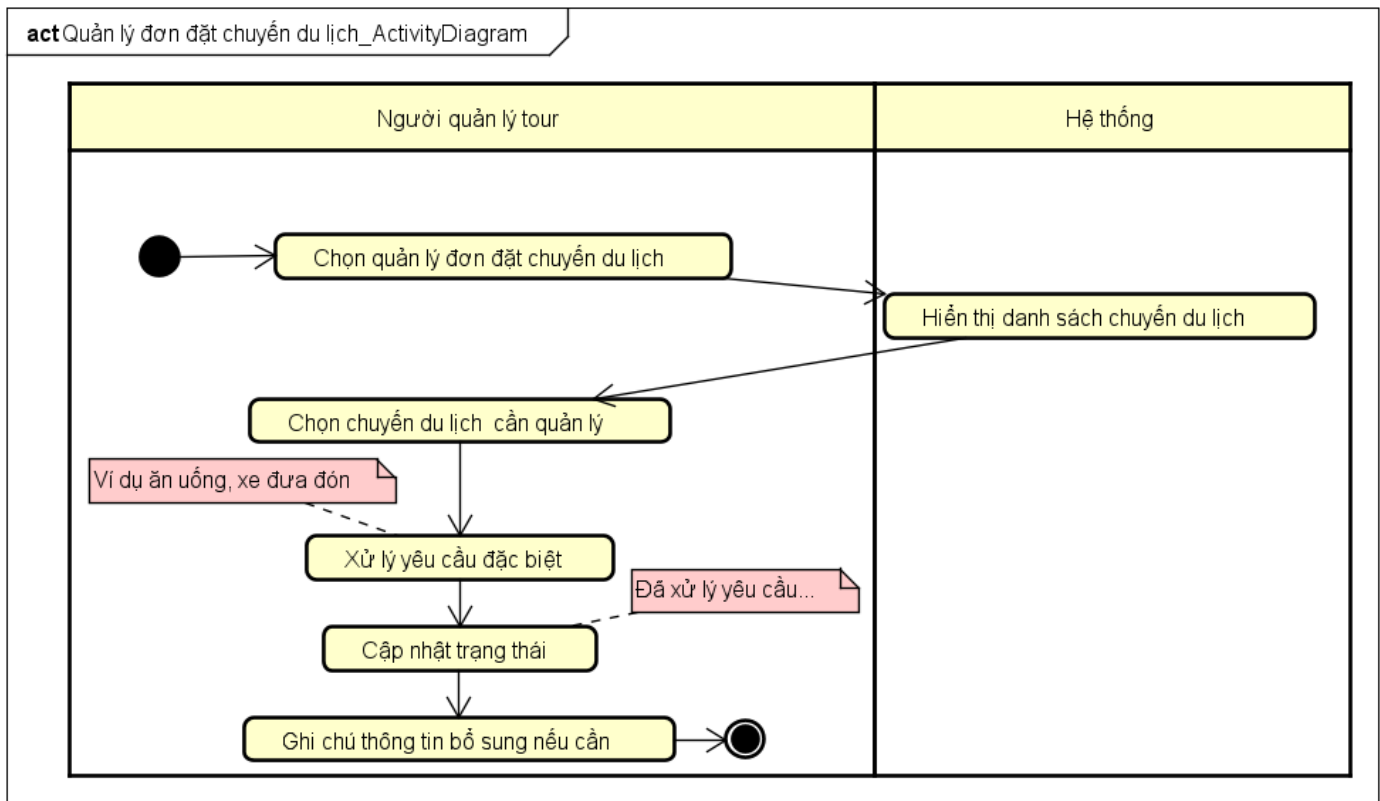 act Quản lý đơn đặt chuyến du lịch_ActivityDiagram
Người quản lý tour
Hệ thống
Chọn quản lý đơn đặt chuyến du lịch
Hiển thị danh sách chuyến du lịch
Chọn chuyến du lịch cần quản lý
Ví dụ ăn uống, xe đưa đón
Xử lý yêu cầu đặc biệt
Đã xử lý yêu cầu...
Cập nhật trạng thái
Ghi chú thông tin bổ sung nếu cần